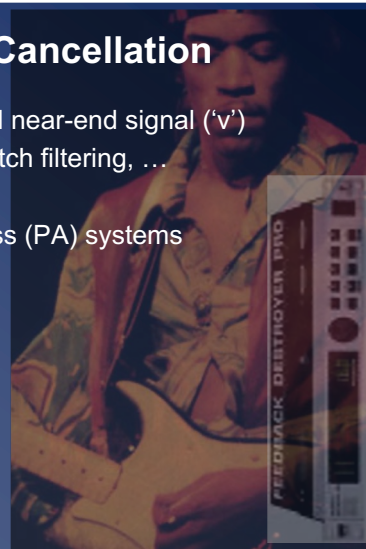 Cancellation
near-end signal (‘v’)
tch filtering, …
ss (PA) systems
FEEDBACK DESTROYER PRO